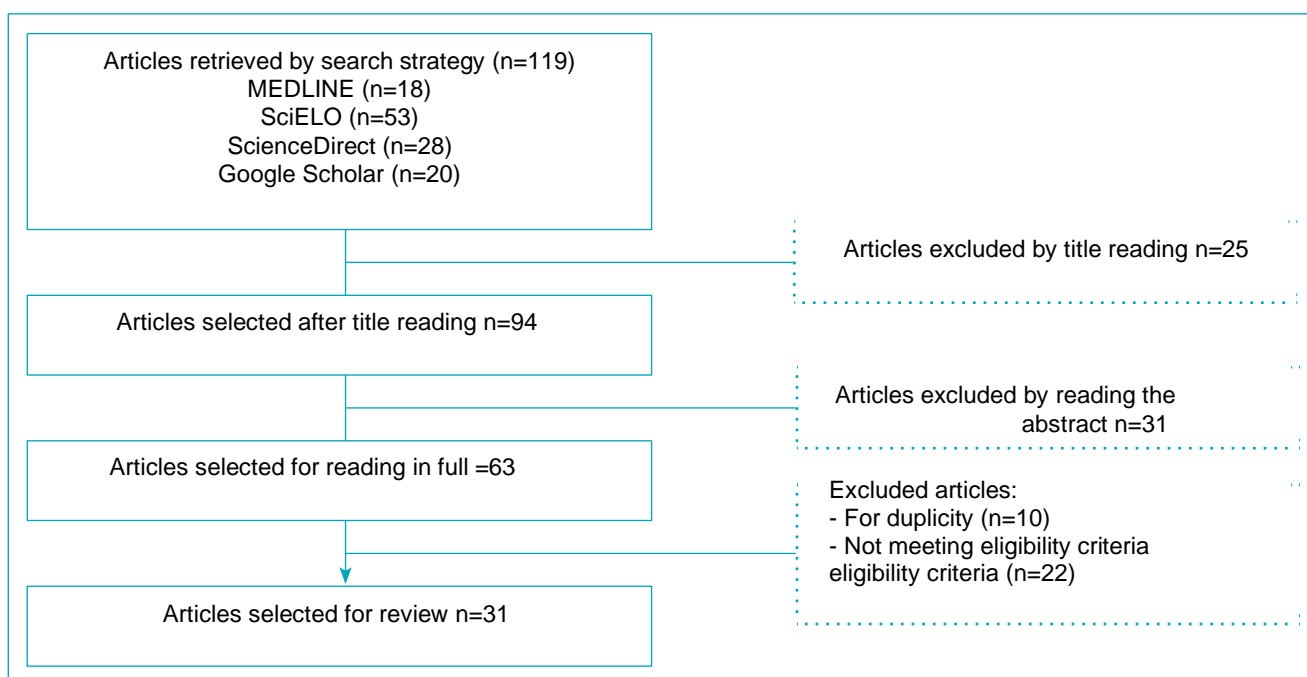 Articles retrieved by search strategy (n=119)
MEDLINE (n=18)
SciELO (n=53)
ScienceDirect (n=28)
Google Scholar (n=20)
Articles excluded by title reading n=25
Articles selected after title reading n=94
Articles excluded by reading the
abstract n=31
Articles selected for reading in full =63
Excluded articles:
- For duplicity (n=10)
- Not meeting eligibility criteria
eligibility criteria (n=22)
Articles selected for review n=31